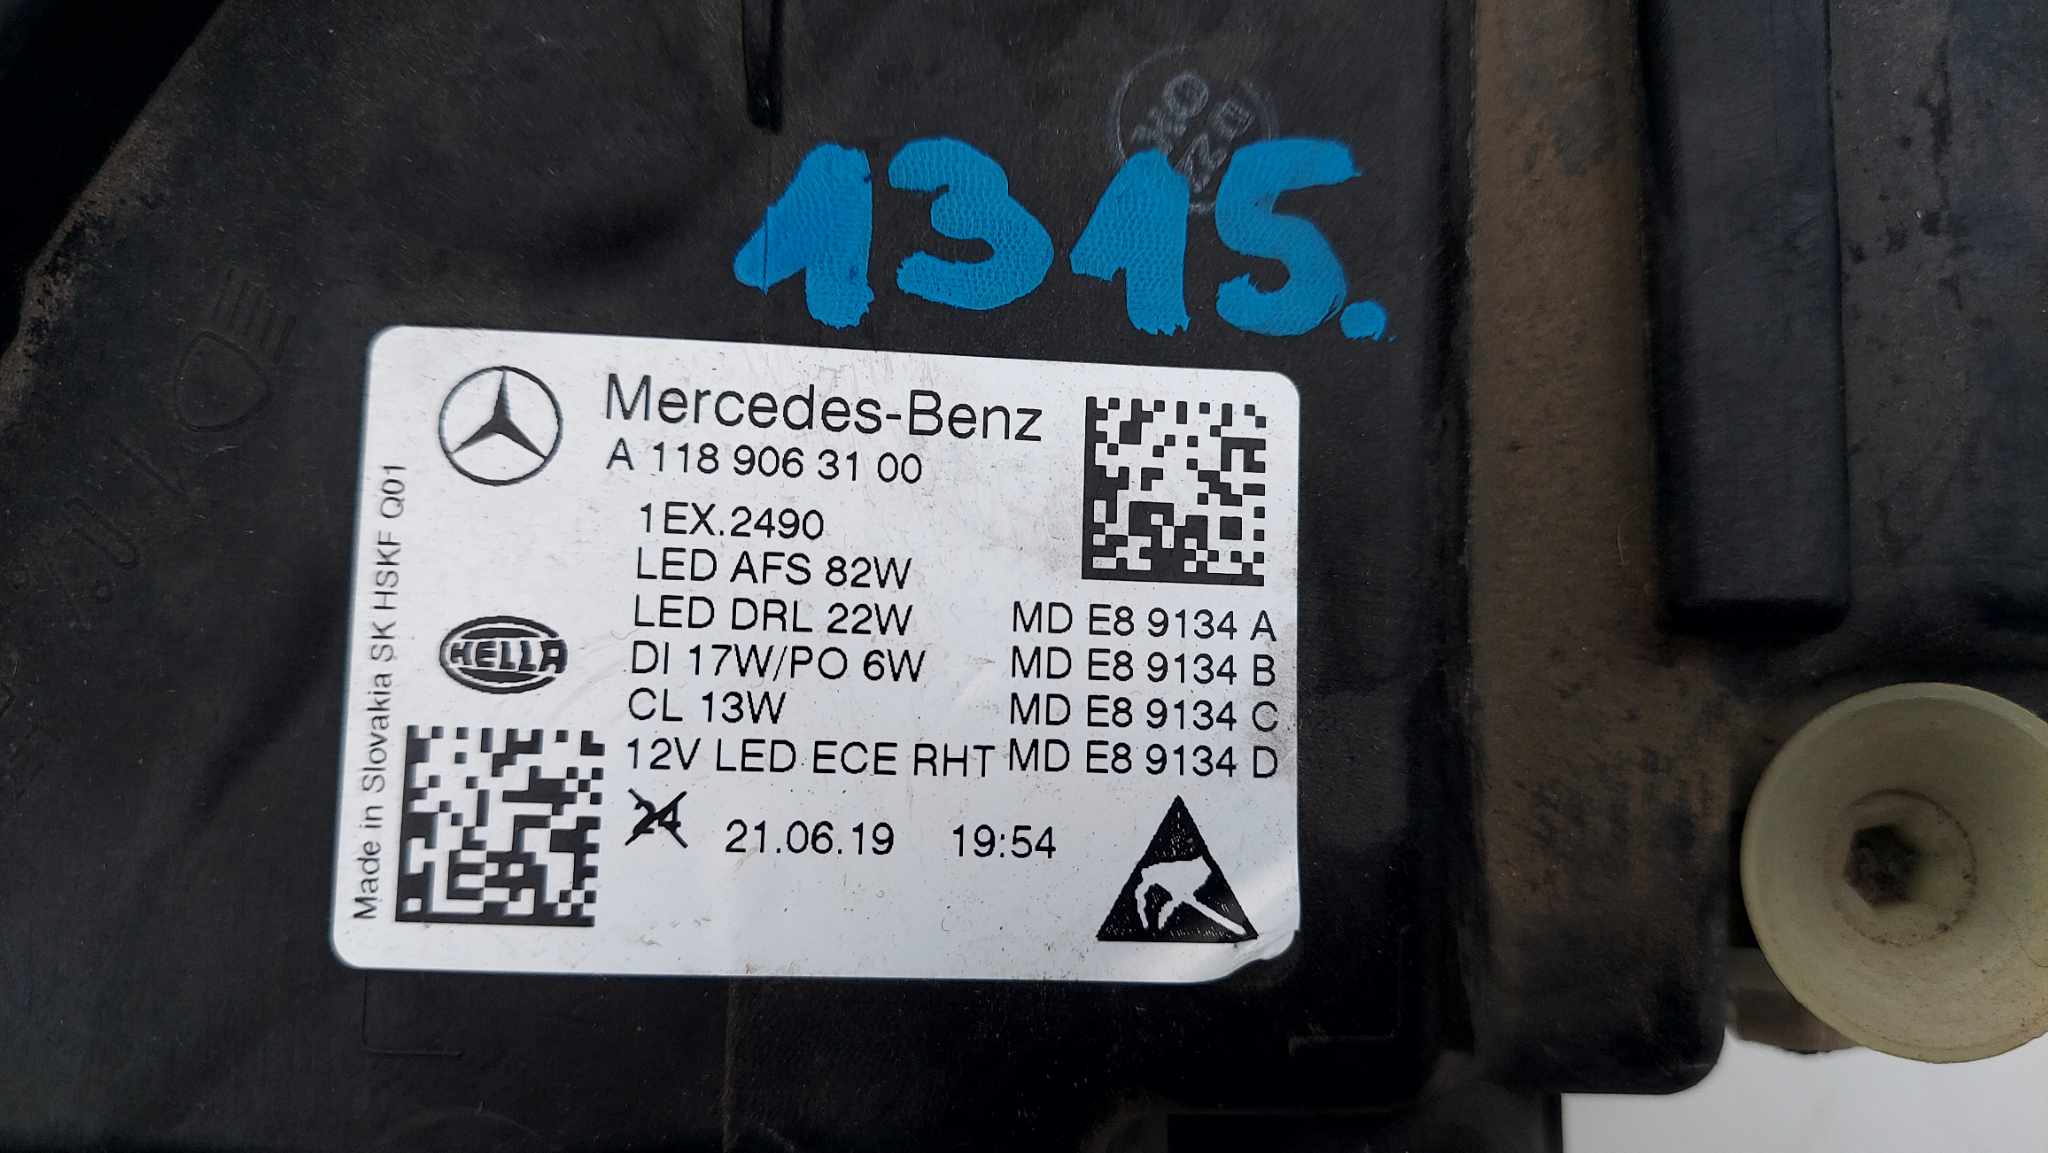 1315.
Mercedes-Benz
A 118 906 31 00
1EX.2490
LED AFS 82W
LED DRL 22W MD E8 9134 A
DI 17W/PO 6W MD E8 9134 B
CL 13W MD E8 9134 C
12V LED ECE RHT MD E8 9134 D
24 21.06.19 19:54
HELLA
Made in Slovakia SK HSKF Q01